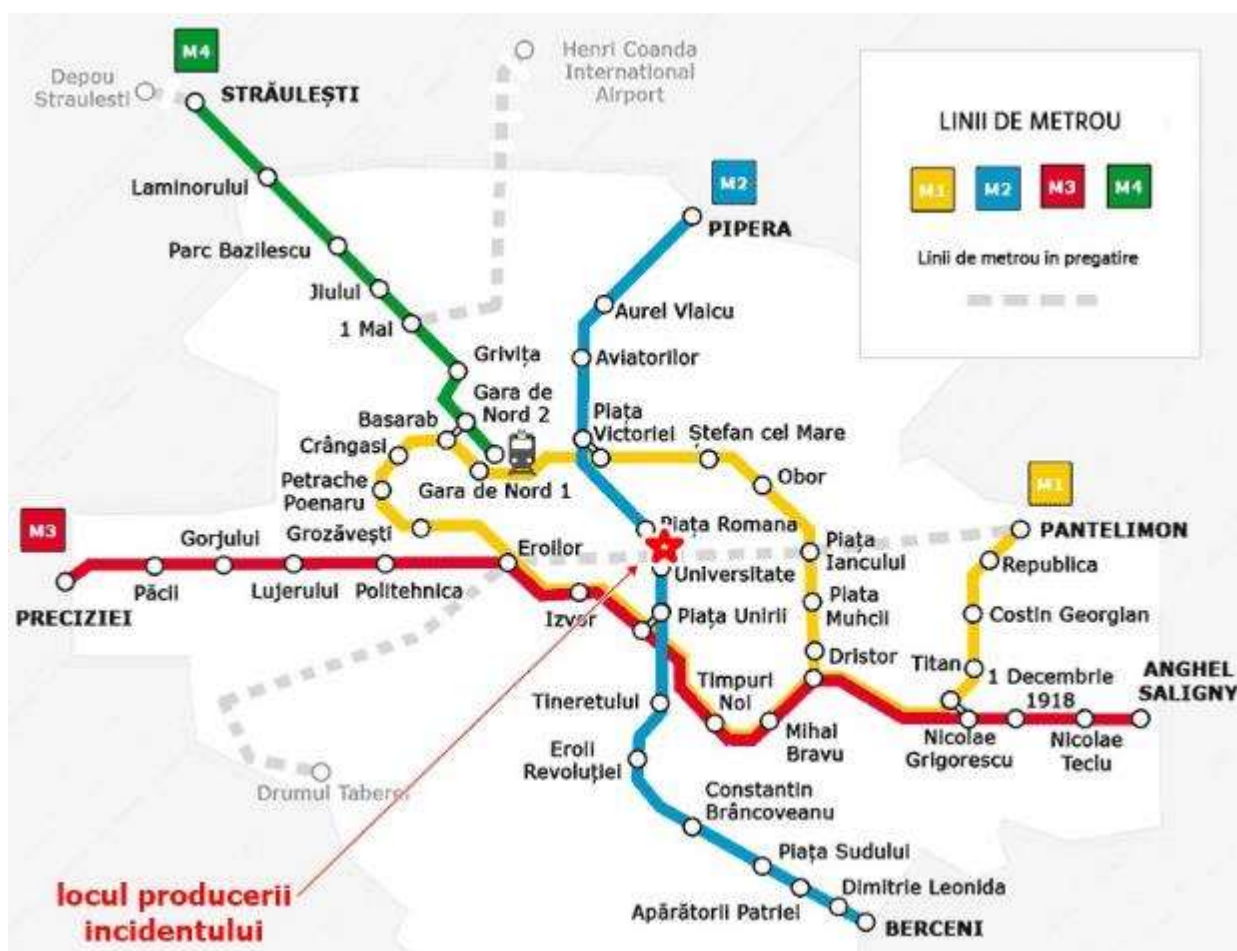 M4
Depou
Straulesti
STRĂULEȘTI
Henri Coanda
International
Airport
LINII DE METROU
M1 M2 M3 M4
Linii de metrou in pregatire
M2
PIPERA
Laminorului
Parc Bazilescu
Jiului
1 Mai
Aurel Vlaicu
Grivița
Aviatorilor
Gara de
Nord 2
Basarab
Piața
Victoriei
Ștefan cel Mare
Crângasi
Petrache
Poenaru
Gara de Nord 1
Obor
M1
PANTELIMON
M3
Gorjului
Grozăvești
Eroilor
Piața Romana
Piața
Iancului
Republica
PRECIZIEI
Păcii
Lujerului
Politehnica
Universitate
Izvor
Piața Unirii
Piata
Muncii
Costin Georgian
Dristor
Titan
1 Decembrie
1918
ANGHEL
SALIGNY
Tineretului
Timpuri
Noi
Mihai
Bravu
Nicolae
Grigorescu
Nicolae
Teclu
Eroii
Revoluției
Drumul Taberei
Constantin
Brâncoveanu
Piața Sudului
Dimitrie Leonida
Apărătorii Patriei
BERCENI
locul producerii
incidentului